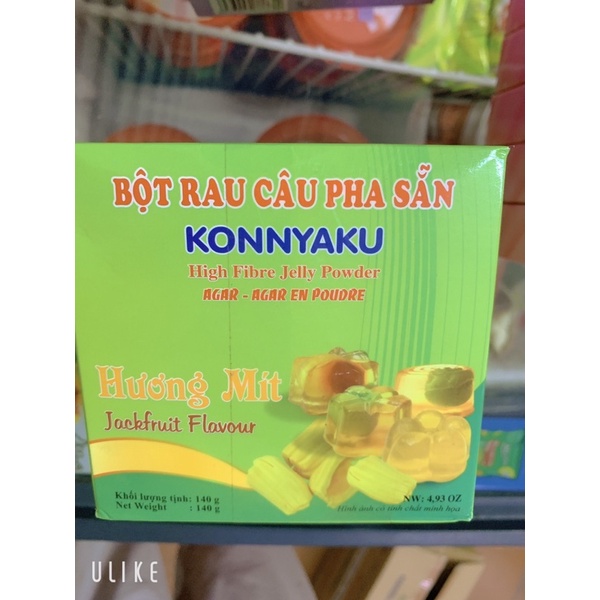 BỘT RAU CÂU PHA SẴN
KONNYAKU
High Fibre Jelly Powder
AGAR - AGAR EN POUDRE
Hương Mít
Jackfruit Flavour
Khối lượng tịnh: 140 g
Net Weight : 140 g
NW: 4,93 OZ
Hình ảnh có tính chất minh họa
ULIKE